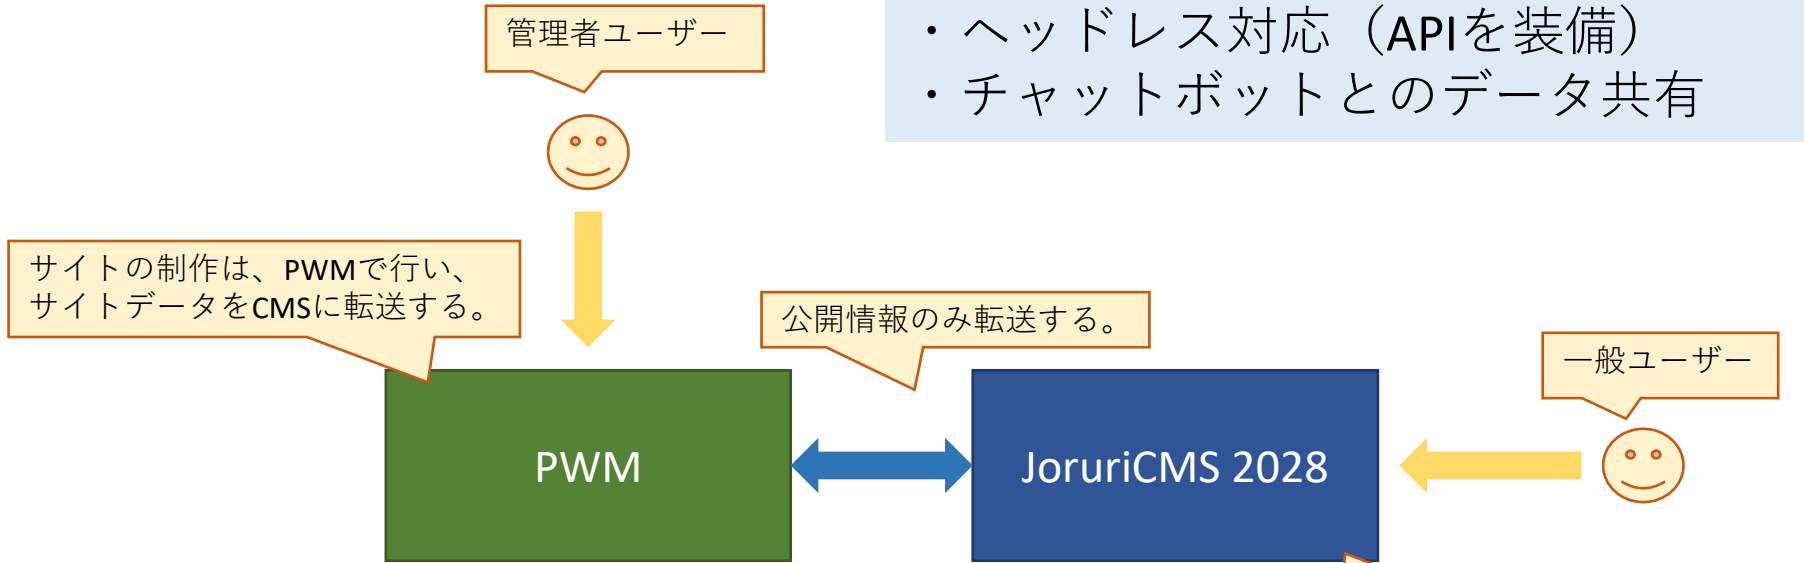 ・ヘッドレス対応（APIを装備）
・チャットボットとのデータ共有
管理者ユーザー
サイトの制作は、PWMで行い、
サイトデータをCMSに転送する。
公開情報のみ転送する。
一般ユーザー
PWM
JoruriCMS 2028